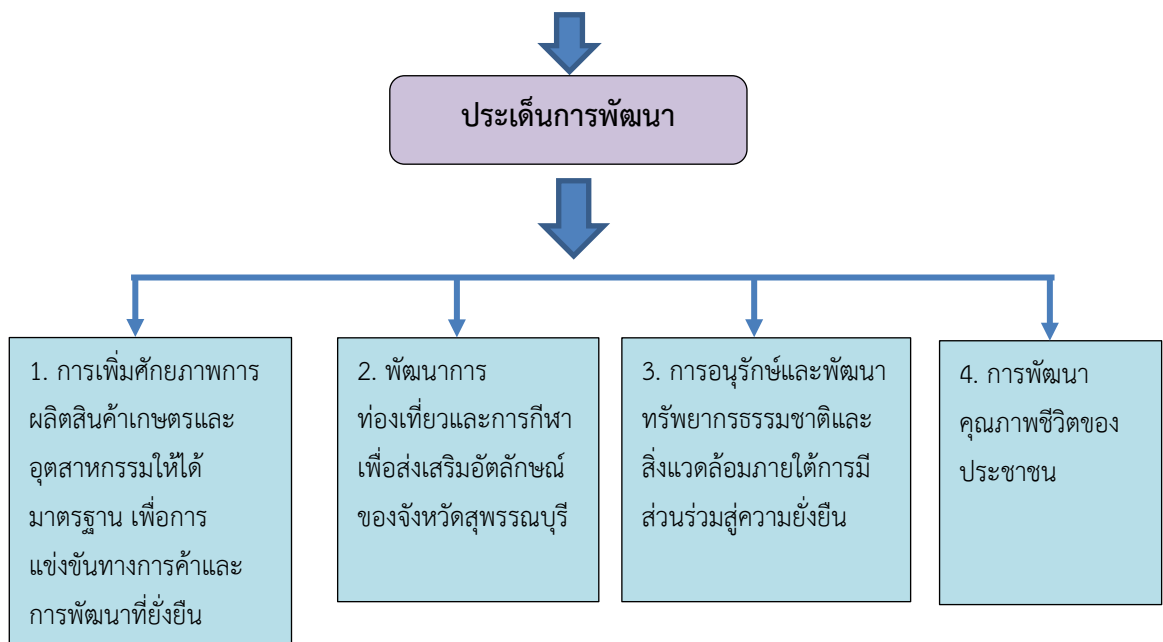 ประเด็นการพัฒนา
1. การเพิ่มศักยภาพการ
ผลิตสินค้าเกษตรและ
อุตสาหกรรมให้ได้
มาตรฐาน เพื่อการ
แข่งขันทางการค้าและ
การพัฒนาที่ยั่งยืน
2. พัฒนาการ
ท่องเที่ยวและการกีฬา
เพื่อส่งเสริมอัตลักษณ์
ของจังหวัดสุพรรณบุรี
3. การอนุรักษ์และพัฒนา
ทรัพยากรธรรมชาติและ
สิ่งแวดล้อมภายใต้การมี
ส่วนร่วมสู่ความยั่งยืน
4. การพัฒนา
คุณภาพชีวิตของ
ประชาชน